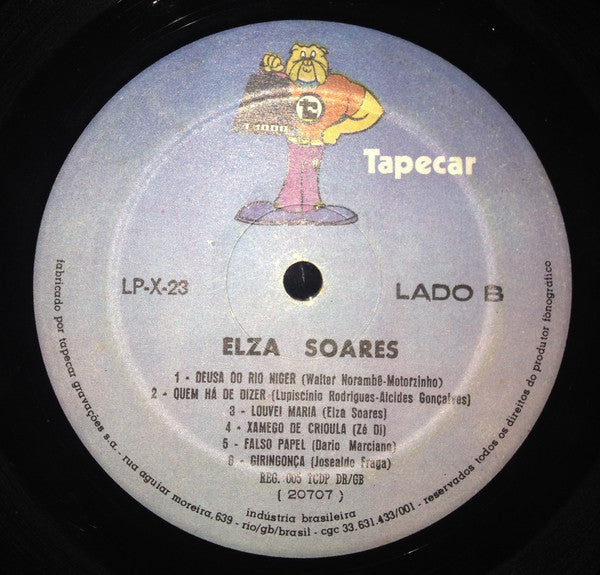 Tapecar
LP-X-23
LADO B
ELZA SOARES
1 - DEUSA DO RIO NIGER (Walter Norambê-Motorzinho)
2 - QUEM HÁ DE DIZER (Lupiscínio Rodrigues-Alcides Gonçalves)
3 - LOUVEI MARIA (Elza Soares)
4 - XAMEGO DE CRIOULA (Zé Di)
5 - FALSO PAPEL (Dario Marciano)
6 - GIRINGONÇA (Josealdo Fraga)
REG. 005 TCDP DR/GB
( 20707 )
indústria brasileira
fabricado por tapecar gravações s.a. - rua aguiar moreira, 639 - rio/gb/brasil - cgc 33.631.433/001 - reservados todos os direitos do produtor fonográfico